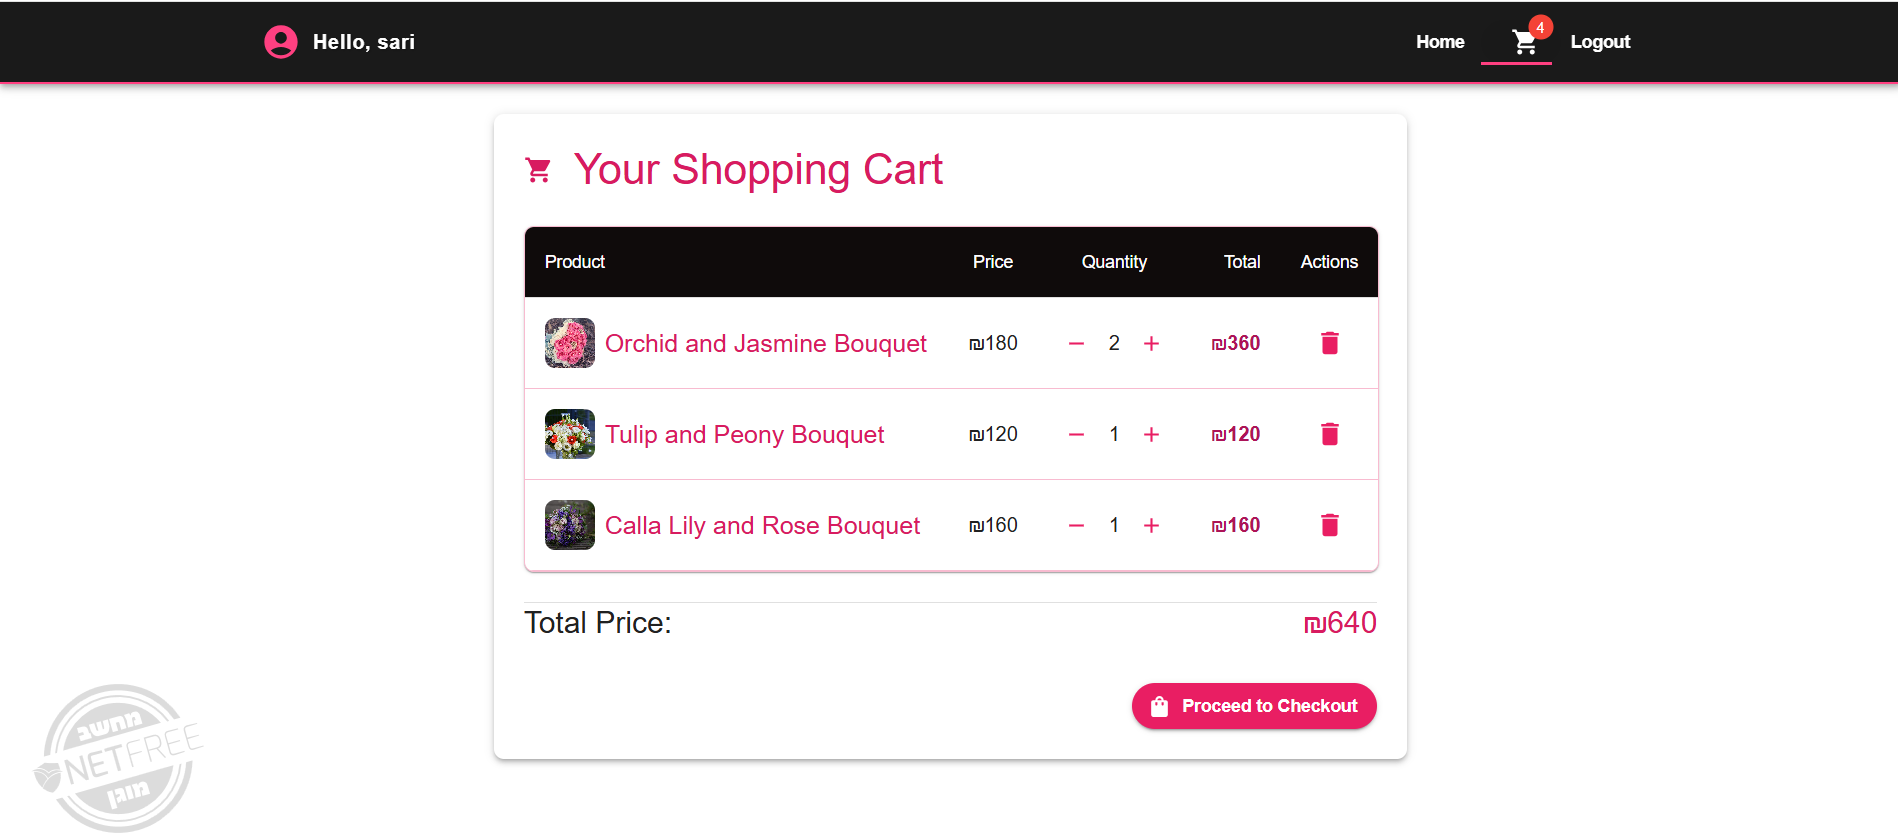 Hello, sari
Home
4
Logout
Your Shopping Cart
Product Price Quantity Total Actions
Orchid and Jasmine Bouquet ₪180 − 2 + ₪360
Tulip and Peony Bouquet ₪120 − 1 + ₪120
Calla Lily and Rose Bouquet ₪160 − 1 + ₪160
Total Price: ₪640
Proceed to Checkout
מחשב
NETFREE
מוגן